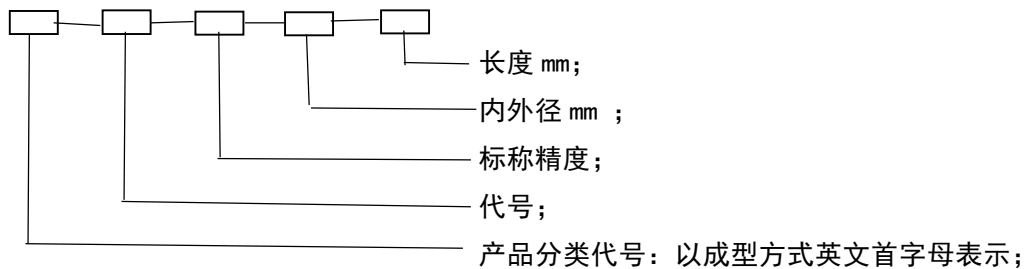 长度 mm；
内外径 mm ；
标称精度；
代号；
产品分类代号：以成型方式英文首字母表示；